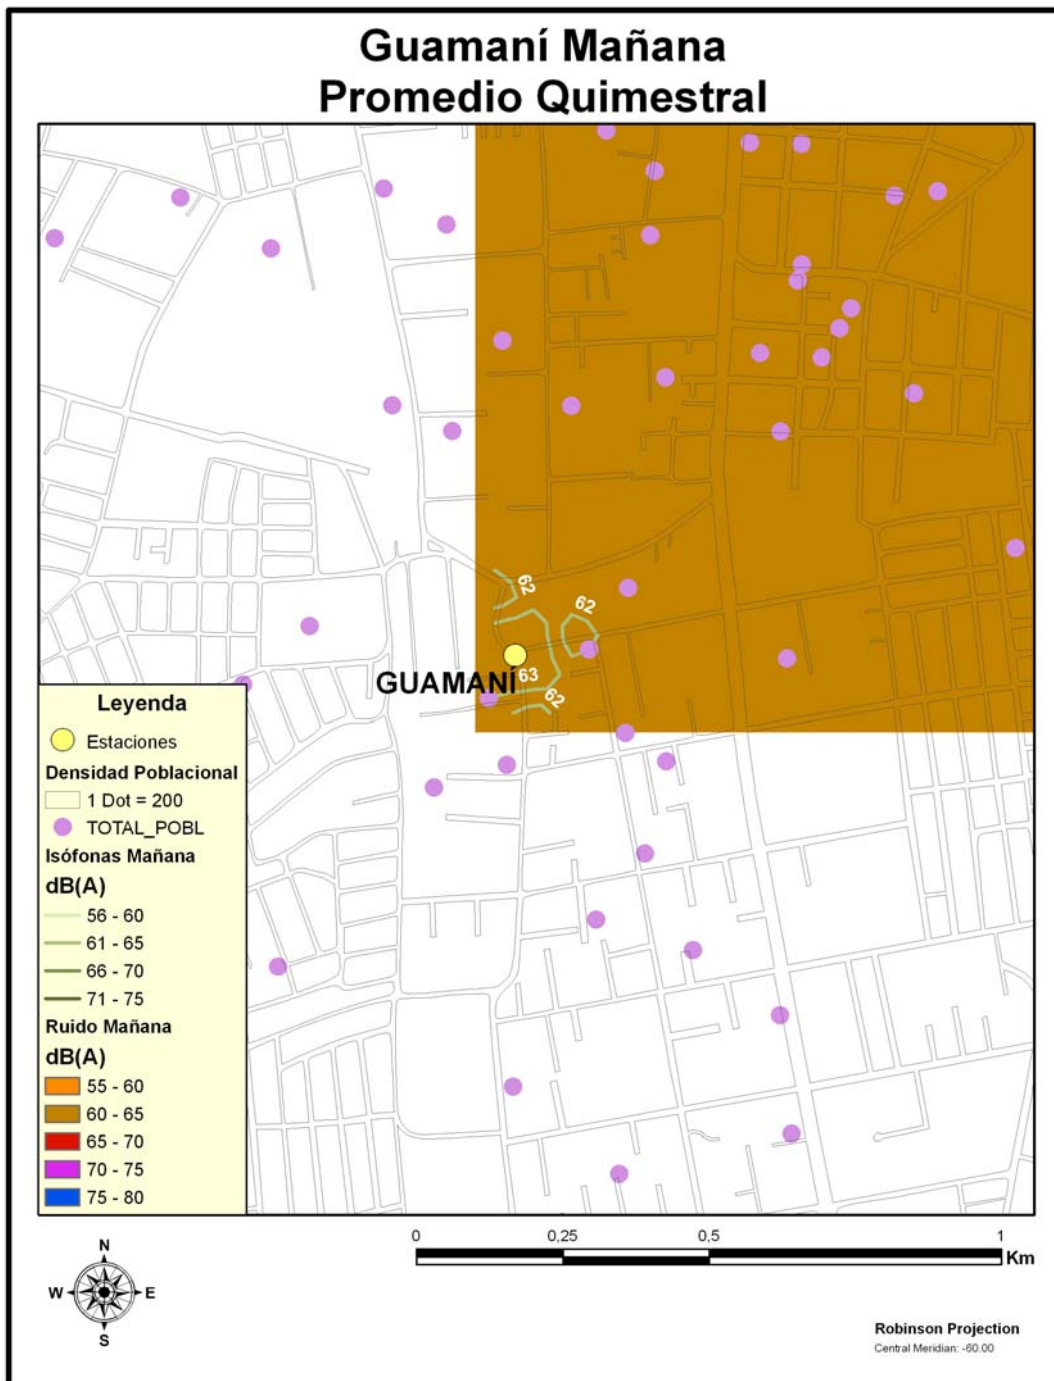 Guamaní Mañana
Promedio Quimestral
62
62
63
GUAMANÍ
62
Leyenda
Estaciones
Densidad Poblacional
1 Dot = 200
TOTAL_POBL
Isófonas Mañana
dB(A)
56 - 60
61 - 65
66 - 70
71 - 75
Ruido Mañana
dB(A)
55 - 60
60 - 65
65 - 70
70 - 75
75 - 80
N
W E
S
0 0,25 0,5 1
Km
Robinson Projection
Central Meridian: -60.00